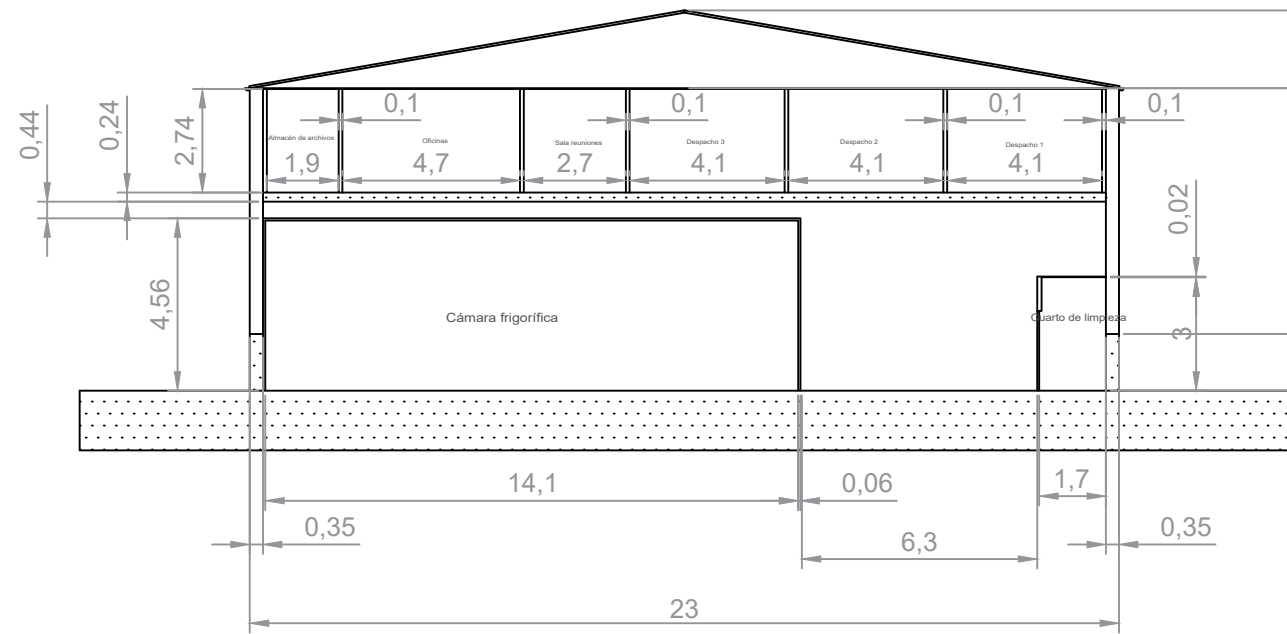 0,44
0,24
2,74
0,1
0,1
0,1
0,1
Almacén de archivos
Oficinas
Sala reuniones
Despacho 3
Despacho 2
Despacho 1
1,9
4,7
2,7
4,1
4,1
4,1
0,02
4,56
Cámara frigorífica
Cuarto de limpieza
3
14,1
0,06
1,7
0,35
6,3
0,35
23